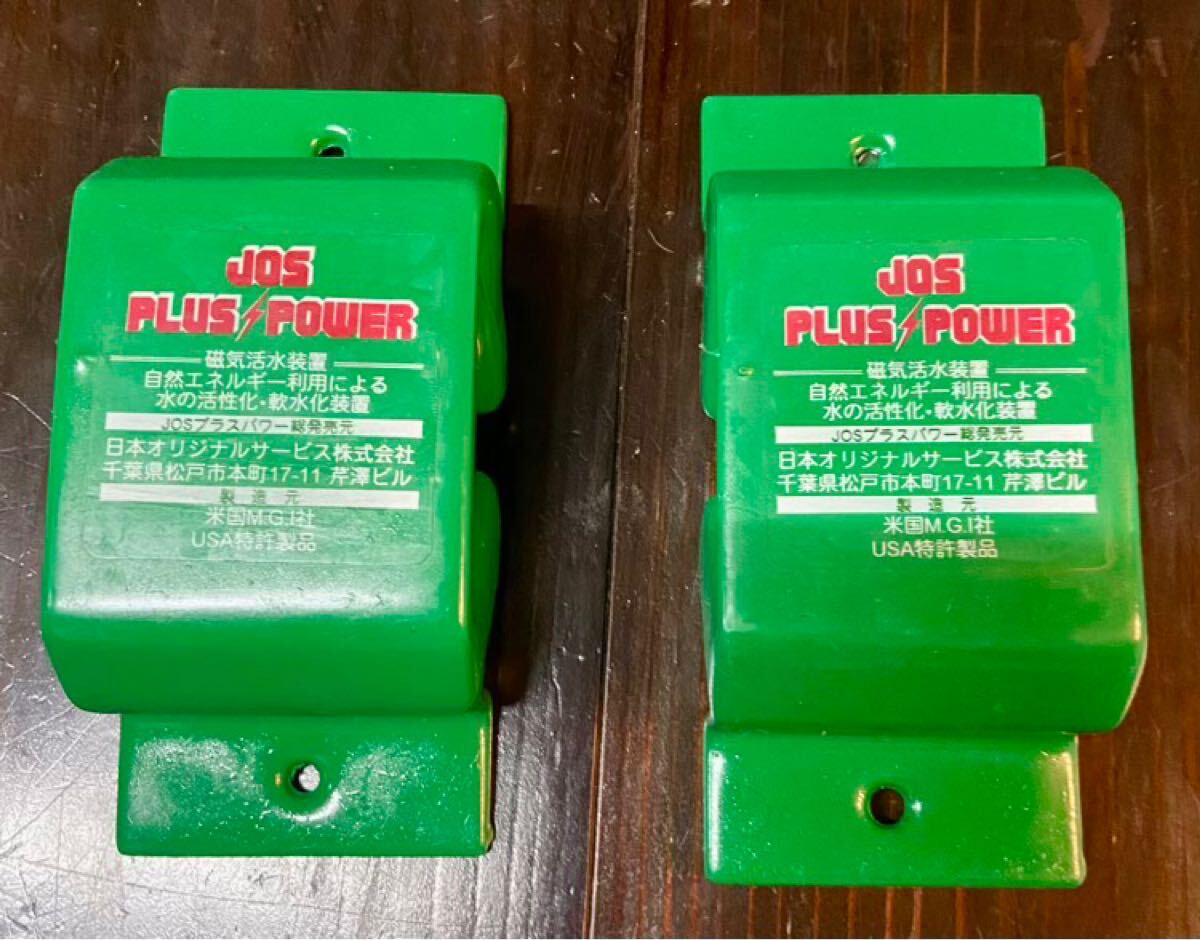 JOS
PLUS POWER
磁気活水装置
自然エネルギー利用による
水の活性化・軟水化装置
JOSプラスパワー総発売元
日本オリジナルサービス株式会社
千葉県松戸市本町17-11 芹澤ビル
製造元
米国M.G.I社
USA特許製品
JOS
PLUS POWER
磁気活水装置
自然エネルギー利用による
水の活性化・軟水化装置
JOSプラスパワー総発売元
日本オリジナルサービス株式会社
千葉県松戸市本町17-11 芹澤ビル
製造元
米国M.G.I社
USA特許製品